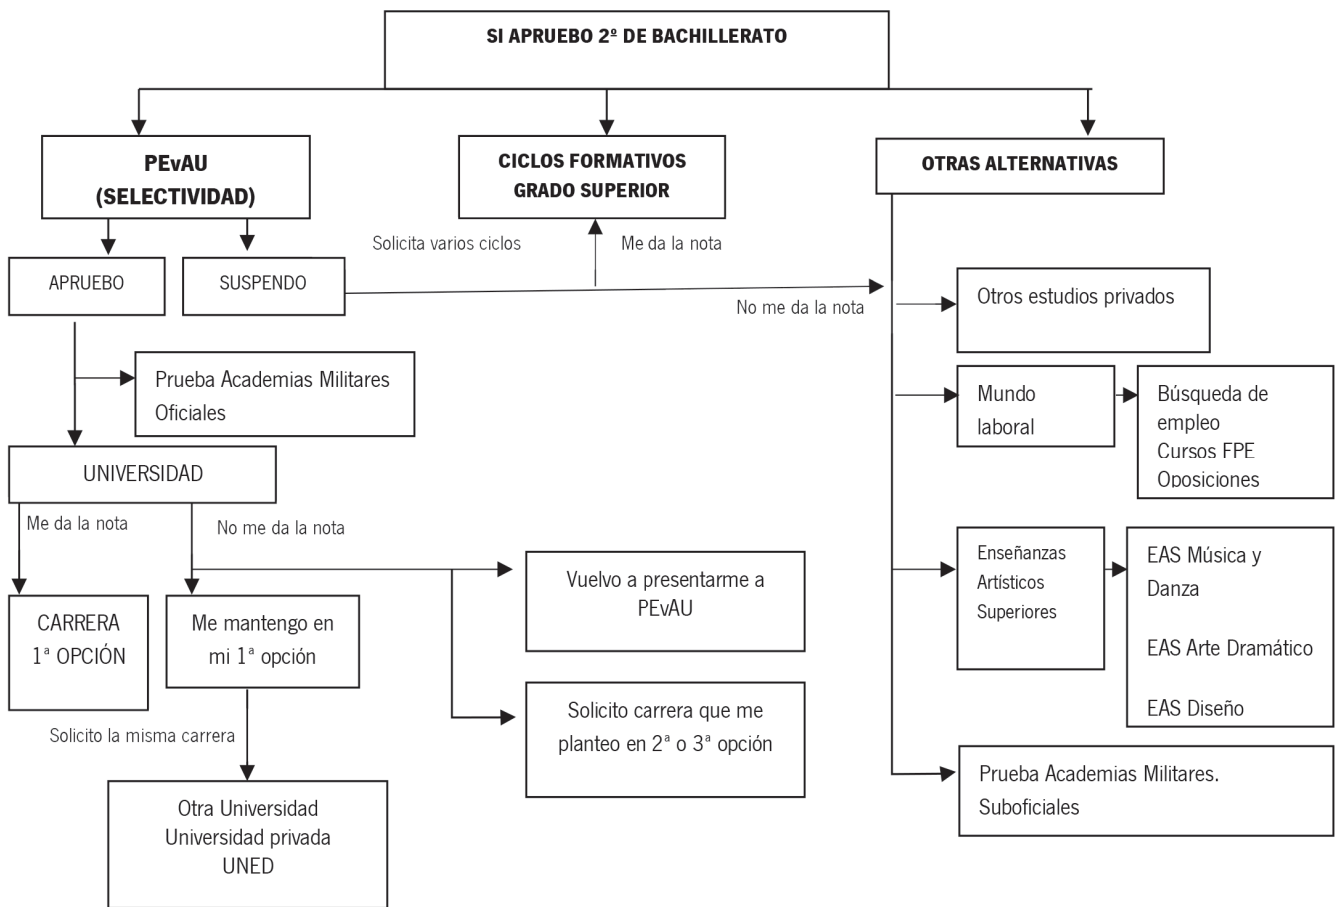 SI APRUEBO 2º DE BACHILLERATO
PEvAU
(SELECTIVIDAD)
CICLOS FORMATIVOS
GRADO SUPERIOR
OTRAS ALTERNATIVAS
Solicita varios ciclos
Me da la nota
APRUEBO
SUSPENDO
No me da la nota
Otros estudios privados
Prueba Academias Militares
Oficiales
Mundo
laboral
Búsqueda de
empleo
Cursos FPE
Oposiciones
UNIVERSIDAD
Me da la nota
No me da la nota
CARRERA
1ª OPCIÓN
Me mantengo en
mi 1ª opción
Vuelvo a presentarme a
PEvAU
Enseñanzas
Artísticos
Superiores
EAS Música y
Danza
EAS Arte Dramático
EAS Diseño
Solicito la misma carrera
Solicito carrera que me
planteo en 2ª o 3ª opción
Otra Universidad
Universidad privada
UNED
Prueba Academias Militares.
Suboficiales